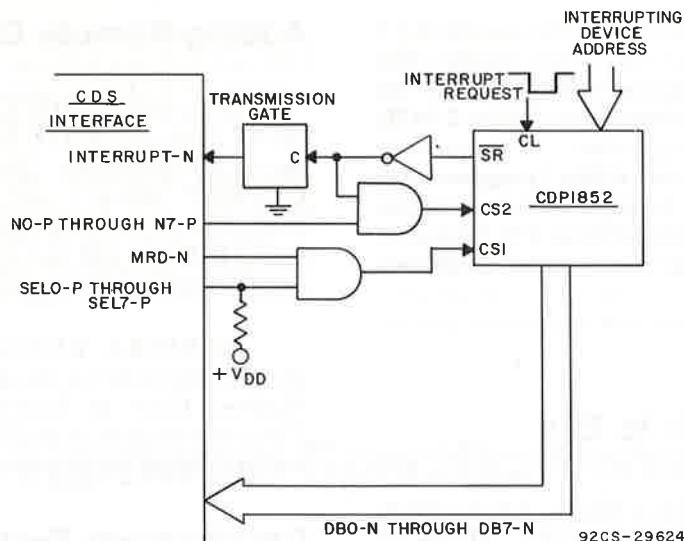 INTERRUPTING
DEVICE
ADDRESS
INTERRUPT
REQUEST
CDS
INTERFACE
TRANSMISSION
GATE
INTERRUPT-N
C
SR
CL
CDP1852
NO-P THROUGH N7-P
CS2
MRD-N
CS1
SELO-P THROUGH
SEL7-P
+VDD
DBO-N THROUGH DB7-N
92CS-29624